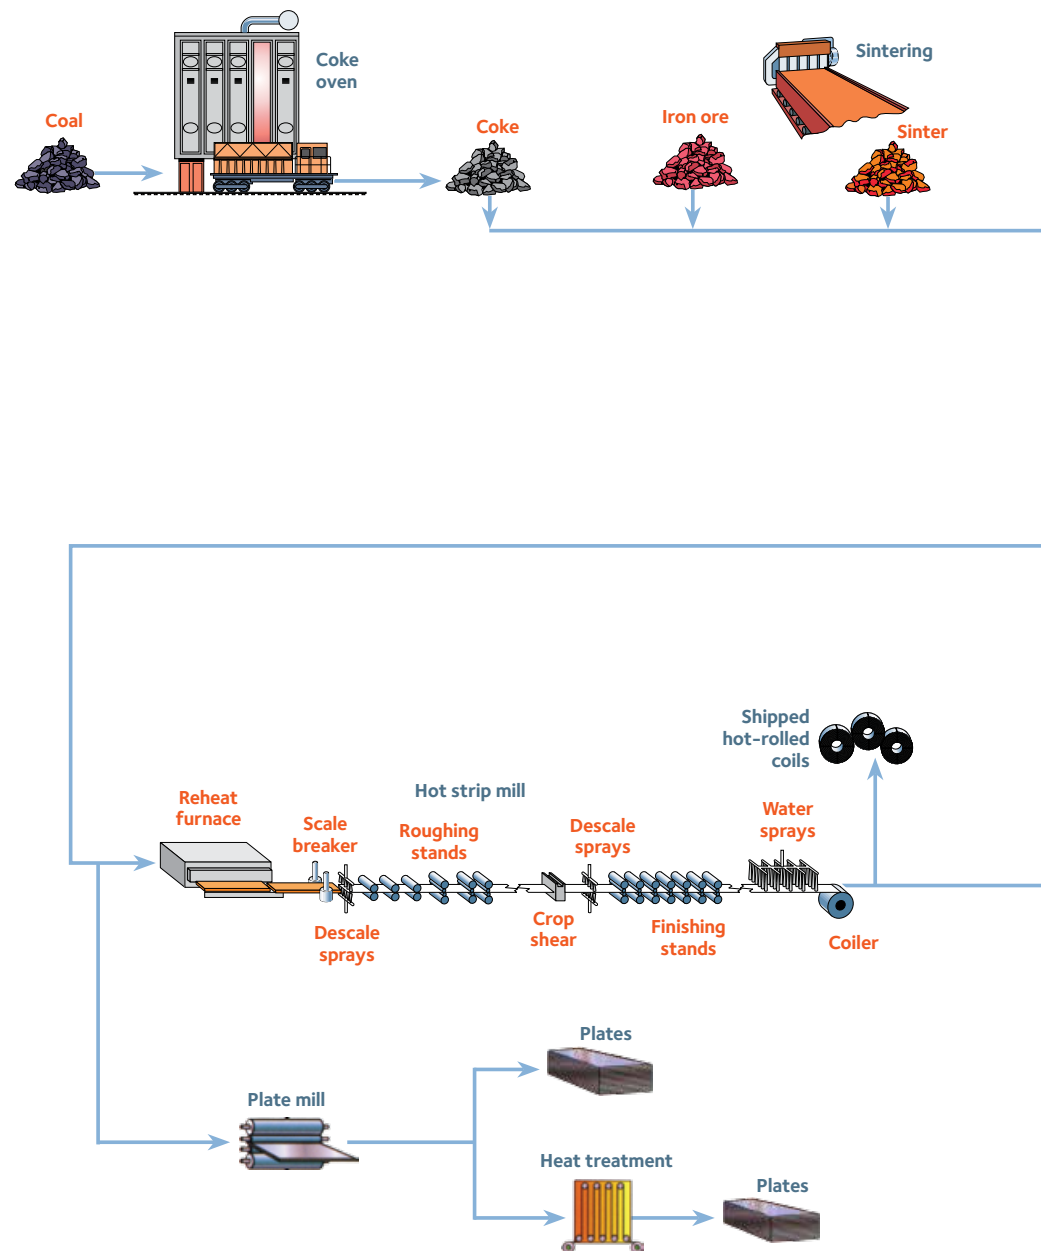 Coke
oven
Sintering
Coal
Coke
Iron ore
Sinter
Shipped
hot-rolled
coils
Hot strip mill
Reheat
furnace
Scale
breaker
Roughing
stands
Descale
sprays
Water
sprays
Descale
sprays
Crop
shear
Finishing
stands
Coiler
Plates
Plate mill
Heat treatment
Plates